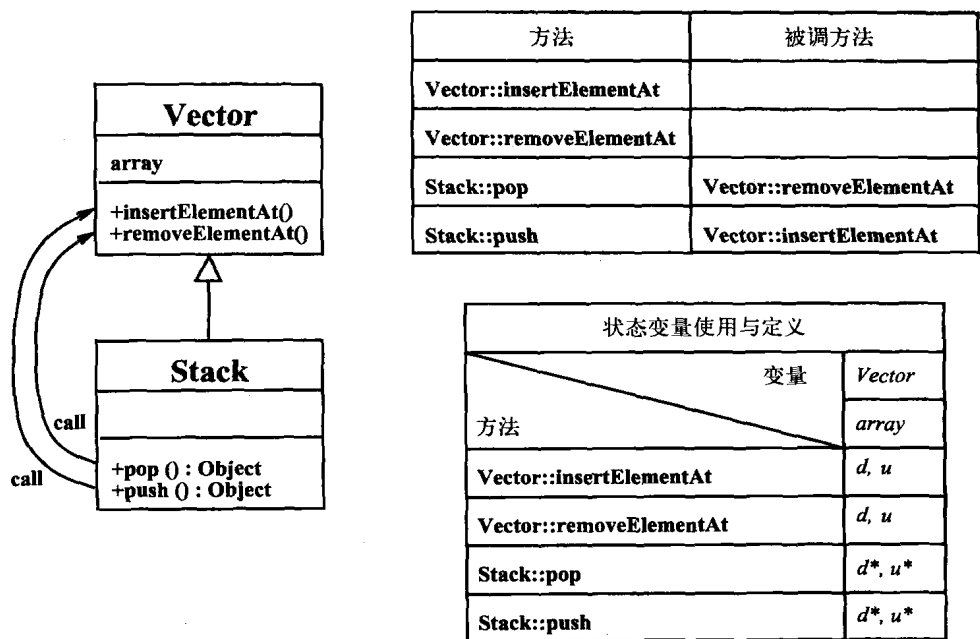 Vector
array
+insertElementAt()
+removeElementAt()
Stack
call
call
+pop () : Object
+push () : Object
方法 被调方法
Vector::insertElementAt
Vector::removeElementAt
Stack::pop Vector::removeElementAt
Stack::push Vector::insertElementAt
状态变量使用与定义
变量 Vector
方法 array
Vector::insertElementAt d, u
Vector::removeElementAt d, u
Stack::pop d*, u*
Stack::push d*, u*